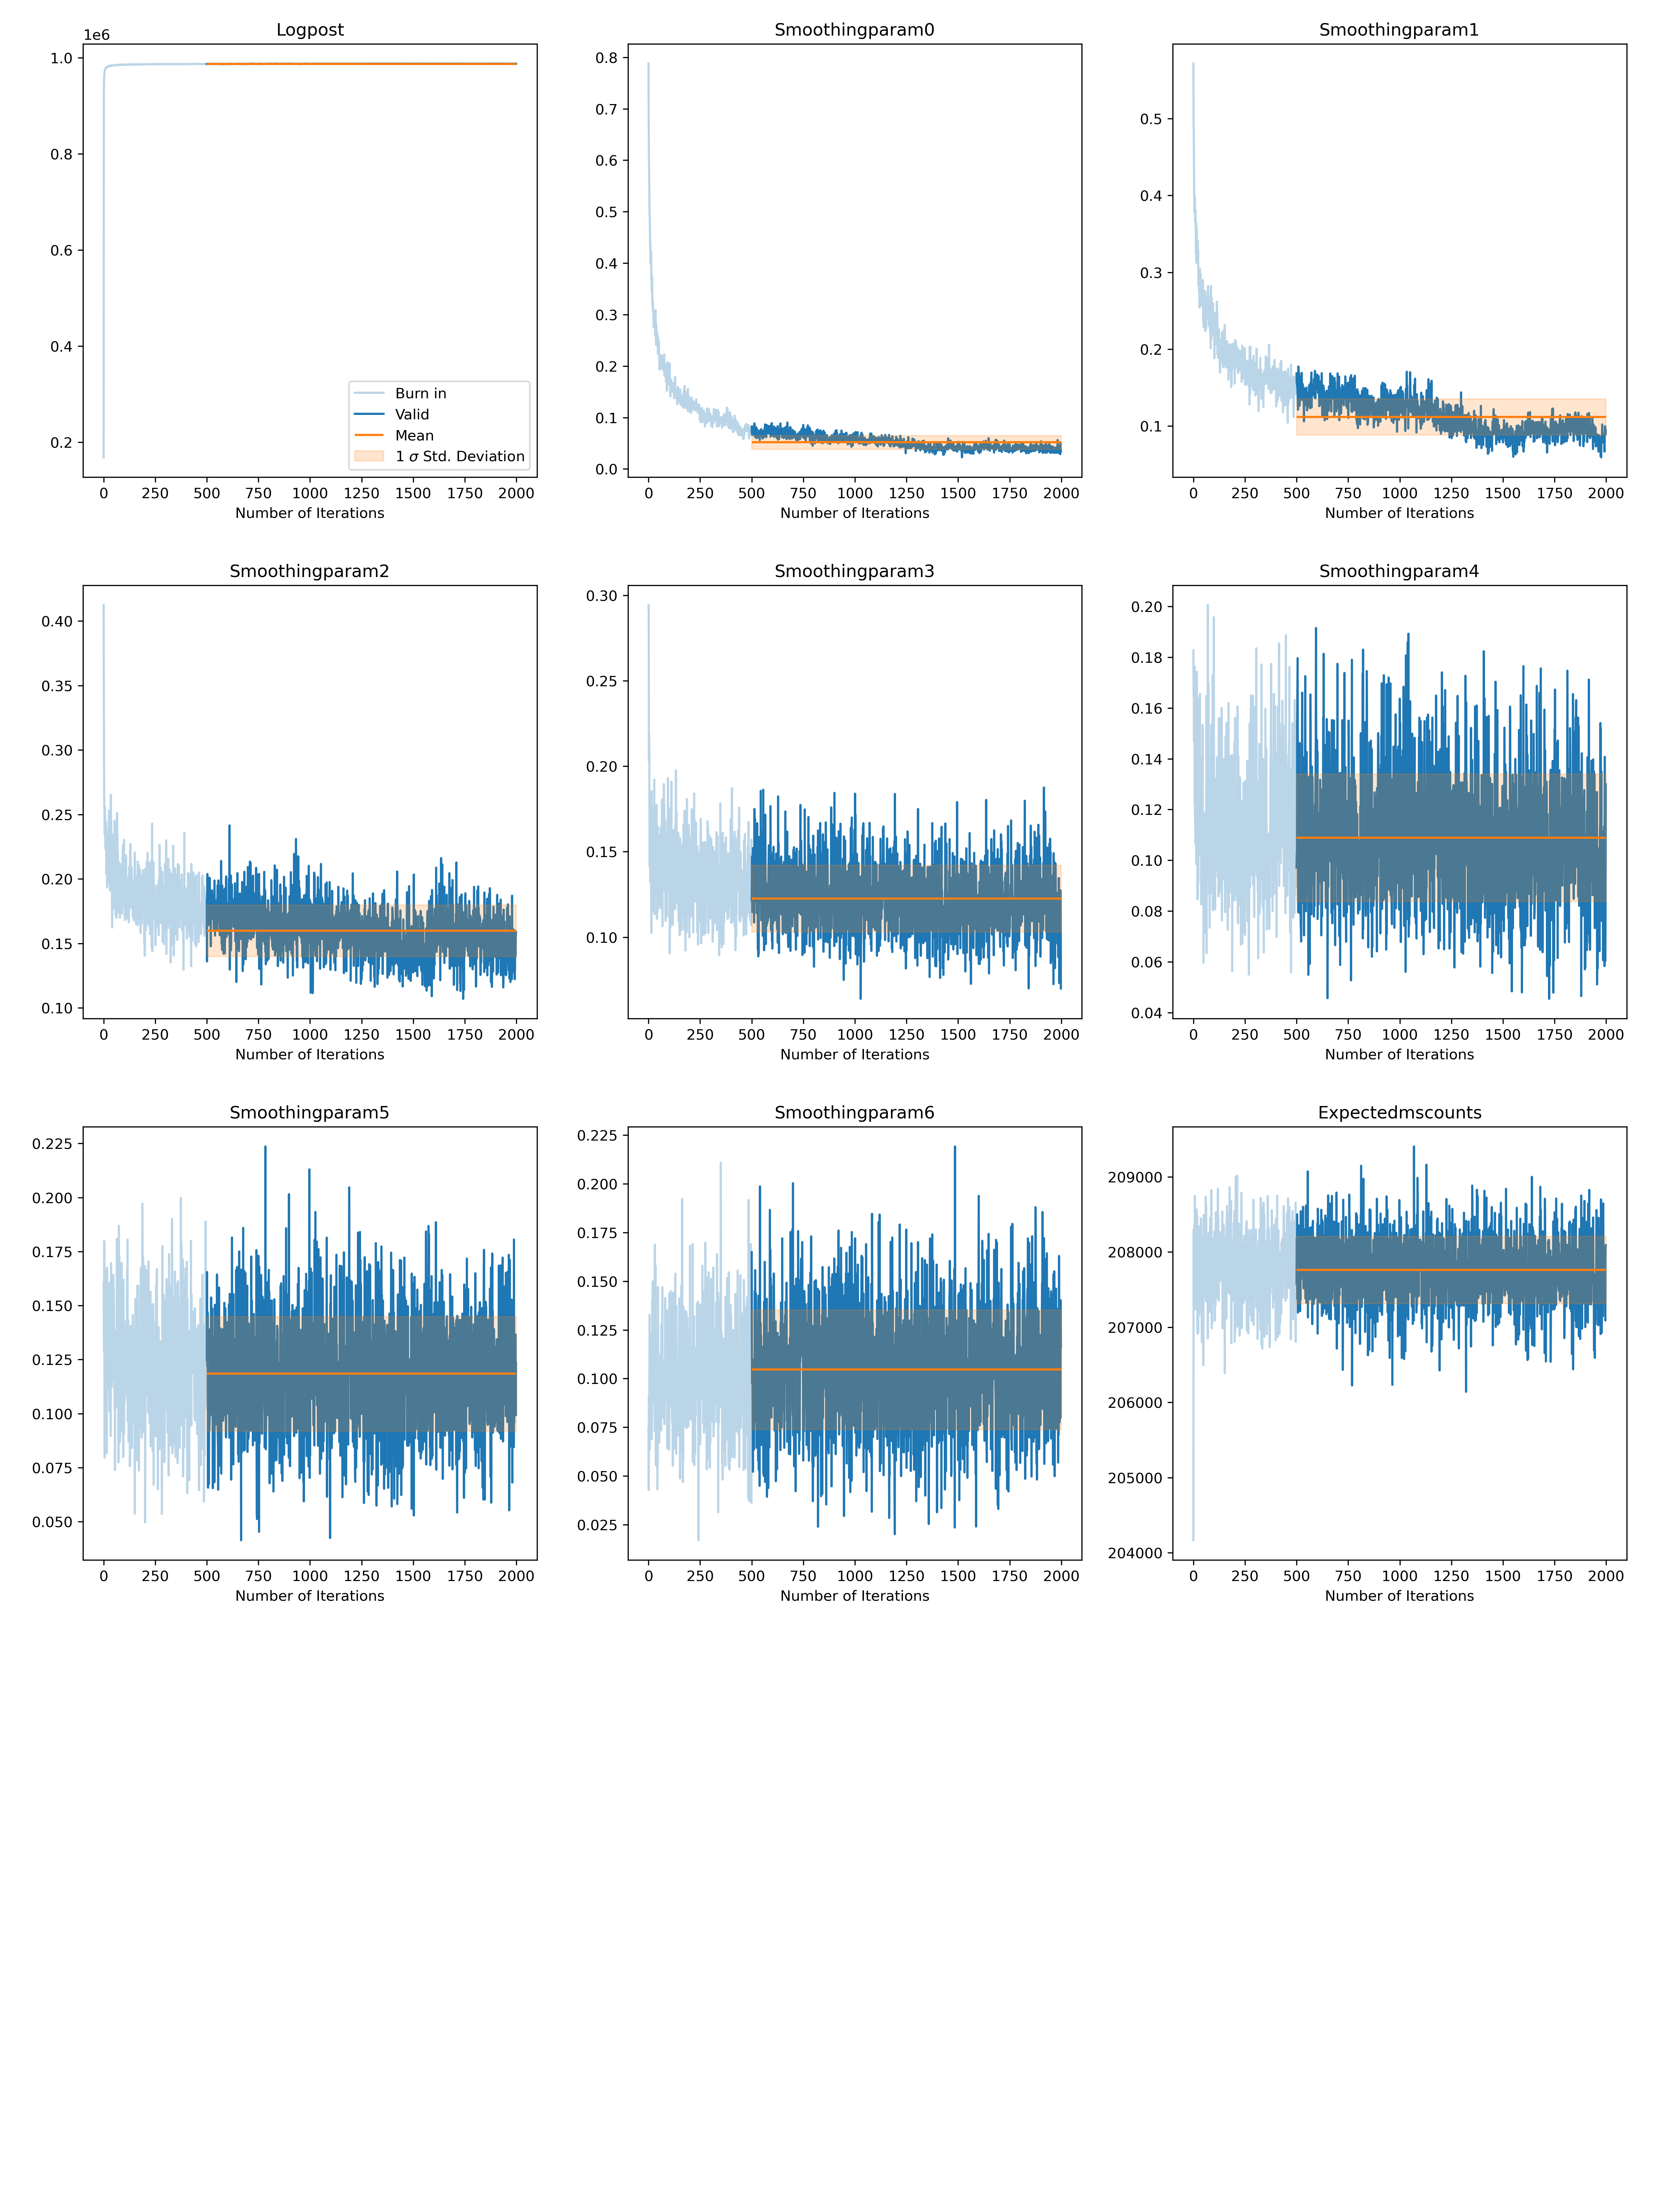 Logpost
1e6
1.0
0.8
0.6
0.4
0.2
Burn in
Valid
Mean
1 σ Std. Deviation
0 250 500 750 1000 1250 1500 1750 2000
Number of Iterations
Smoothingparam0
0.8
0.7
0.6
0.5
0.4
0.3
0.2
0.1
0.0
0 250 500 750 1000 1250 1500 1750 2000
Number of Iterations
Smoothingparam1
0.5
0.4
0.3
0.2
0.1
0 250 500 750 1000 1250 1500 1750 2000
Number of Iterations
Smoothingparam2
0.40
0.35
0.30
0.25
0.20
0.15
0.10
0 250 500 750 1000 1250 1500 1750 2000
Number of Iterations
Smoothingparam3
0.30
0.25
0.20
0.15
0.10
0 250 500 750 1000 1250 1500 1750 2000
Number of Iterations
Smoothingparam4
0.20
0.18
0.16
0.14
0.12
0.10
0.08
0.06
0.04
0 250 500 750 1000 1250 1500 1750 2000
Number of Iterations
Smoothingparam5
0.225
0.200
0.175
0.150
0.125
0.100
0.075
0.050
0 250 500 750 1000 1250 1500 1750 2000
Number of Iterations
Smoothingparam6
0.225
0.200
0.175
0.150
0.125
0.100
0.075
0.050
0.025
0 250 500 750 1000 1250 1500 1750 2000
Number of Iterations
Expectedmscounts
209000
208000
207000
206000
205000
204000
0 250 500 750 1000 1250 1500 1750 2000
Number of Iterations